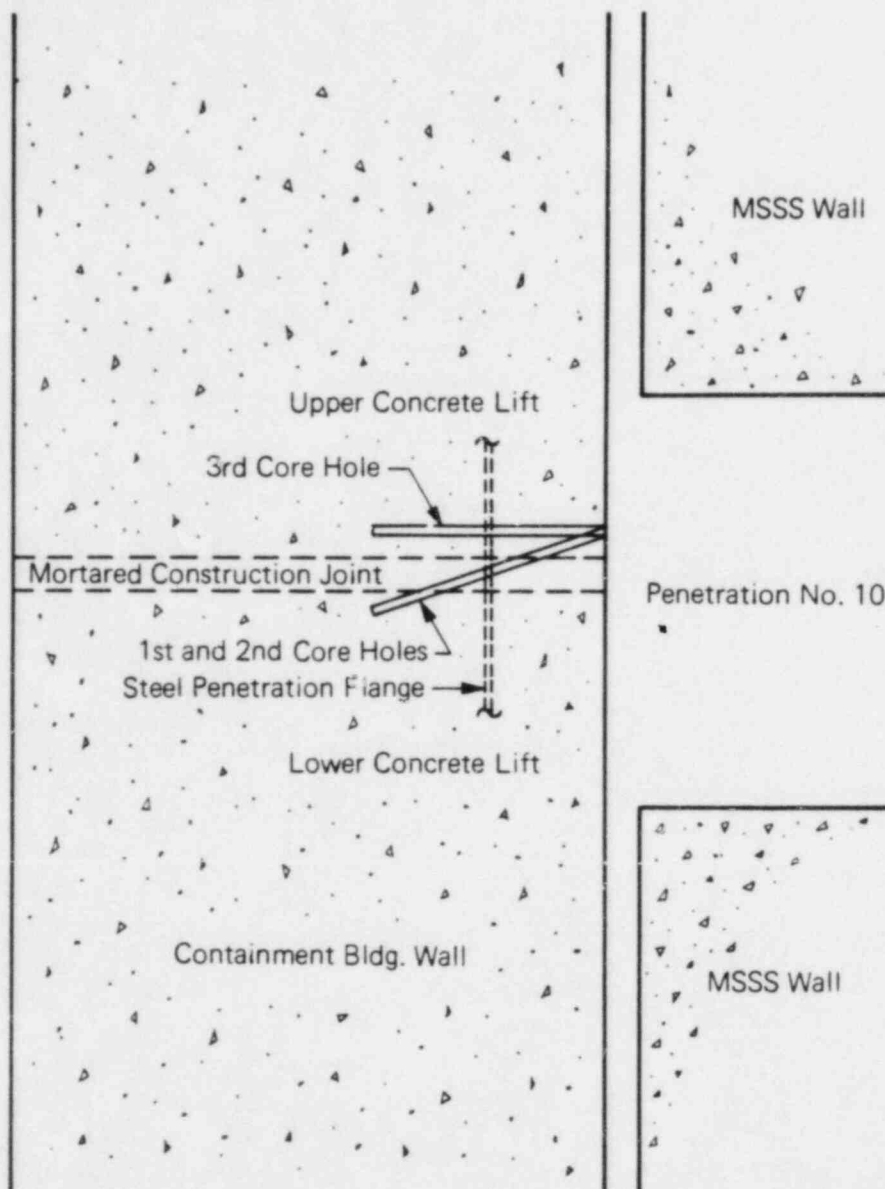 MSSS Wall
Upper Concrete Lift
3rd Core Hole
Mortared Construction Joint
Penetration No. 10
1st and 2nd Core Holes
Steel Penetration Flange
Lower Concrete Lift
Containment Bldg. Wall
MSSS Wall